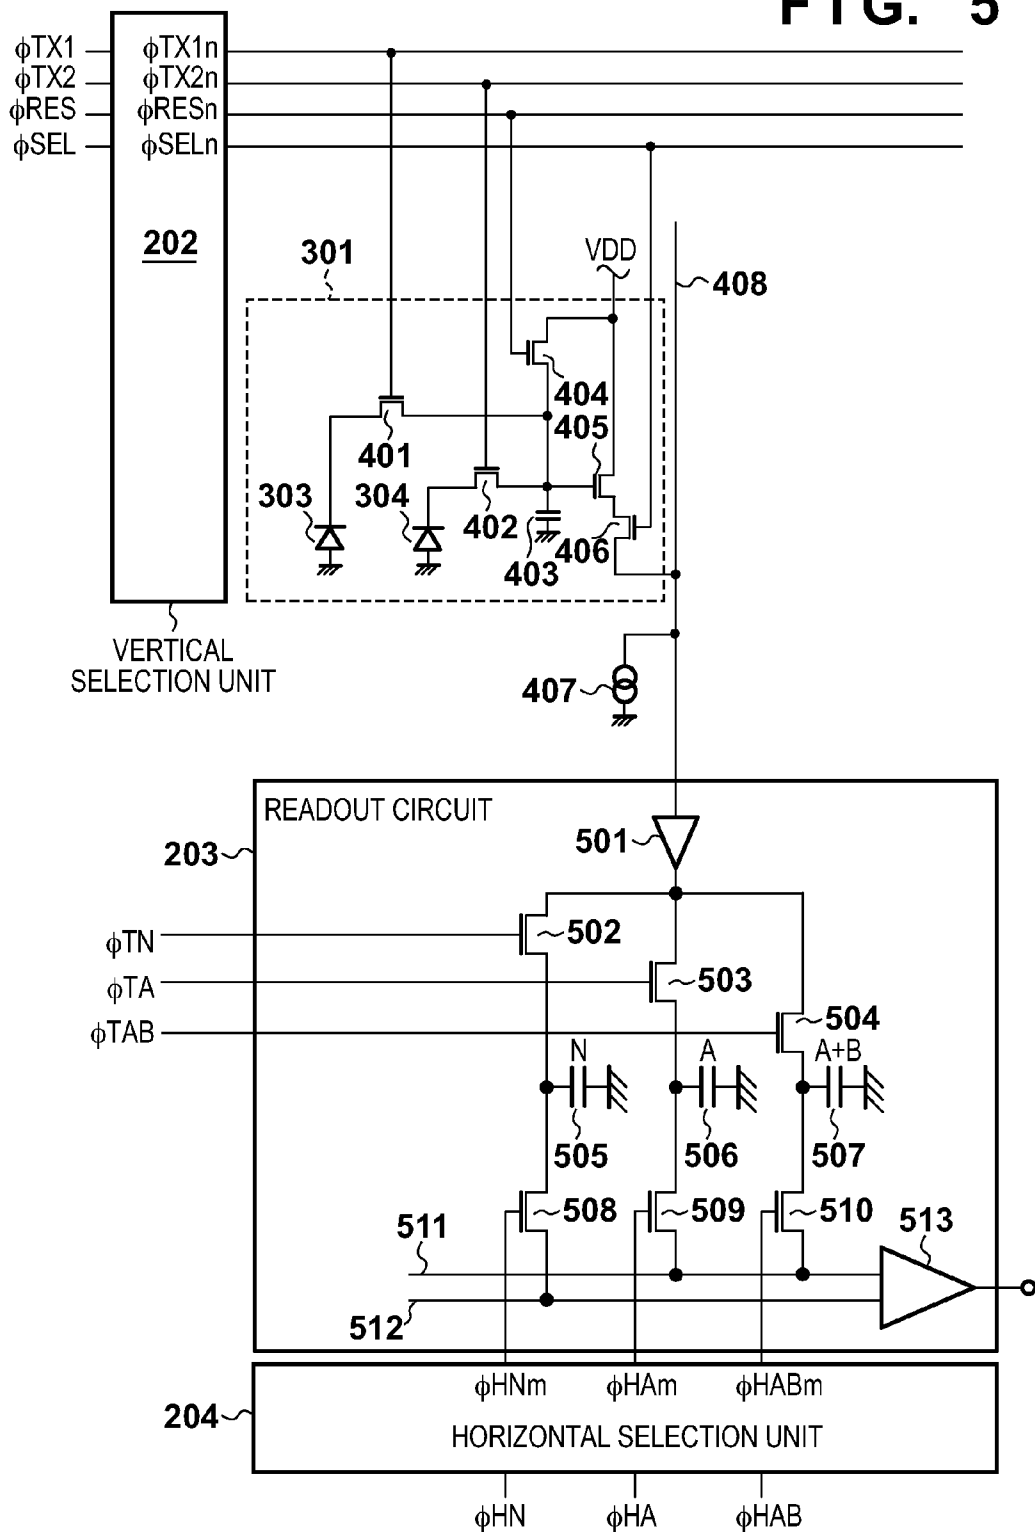 FIG. 5
ϕTX1 ϕTX1n
ϕTX2 ϕTX2n
ϕRES ϕRESn
ϕSEL ϕSELn
202
301
VDD
408
404
405
401
303
304
402
406
403
VERTICAL
SELECTION UNIT
407
READOUT CIRCUIT
501
203
ϕTN
502
ϕTA
503
ϕTAB
504
N
A
A+B
505
506
507
508
509
510
511
513
512
ϕHNm ϕHAm ϕHABm
204
HORIZONTAL SELECTION UNIT
ϕHN ϕHA ϕHAB